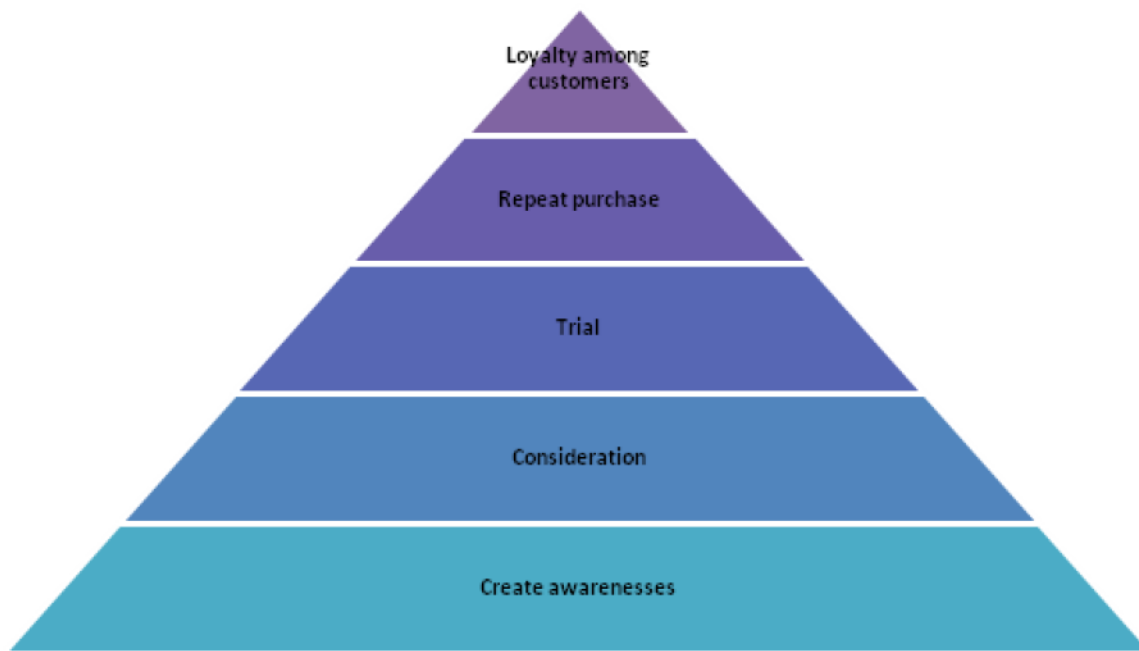 Loyalty among
customers
Repeat purchase
Trial
Consideration
Create awarenesses